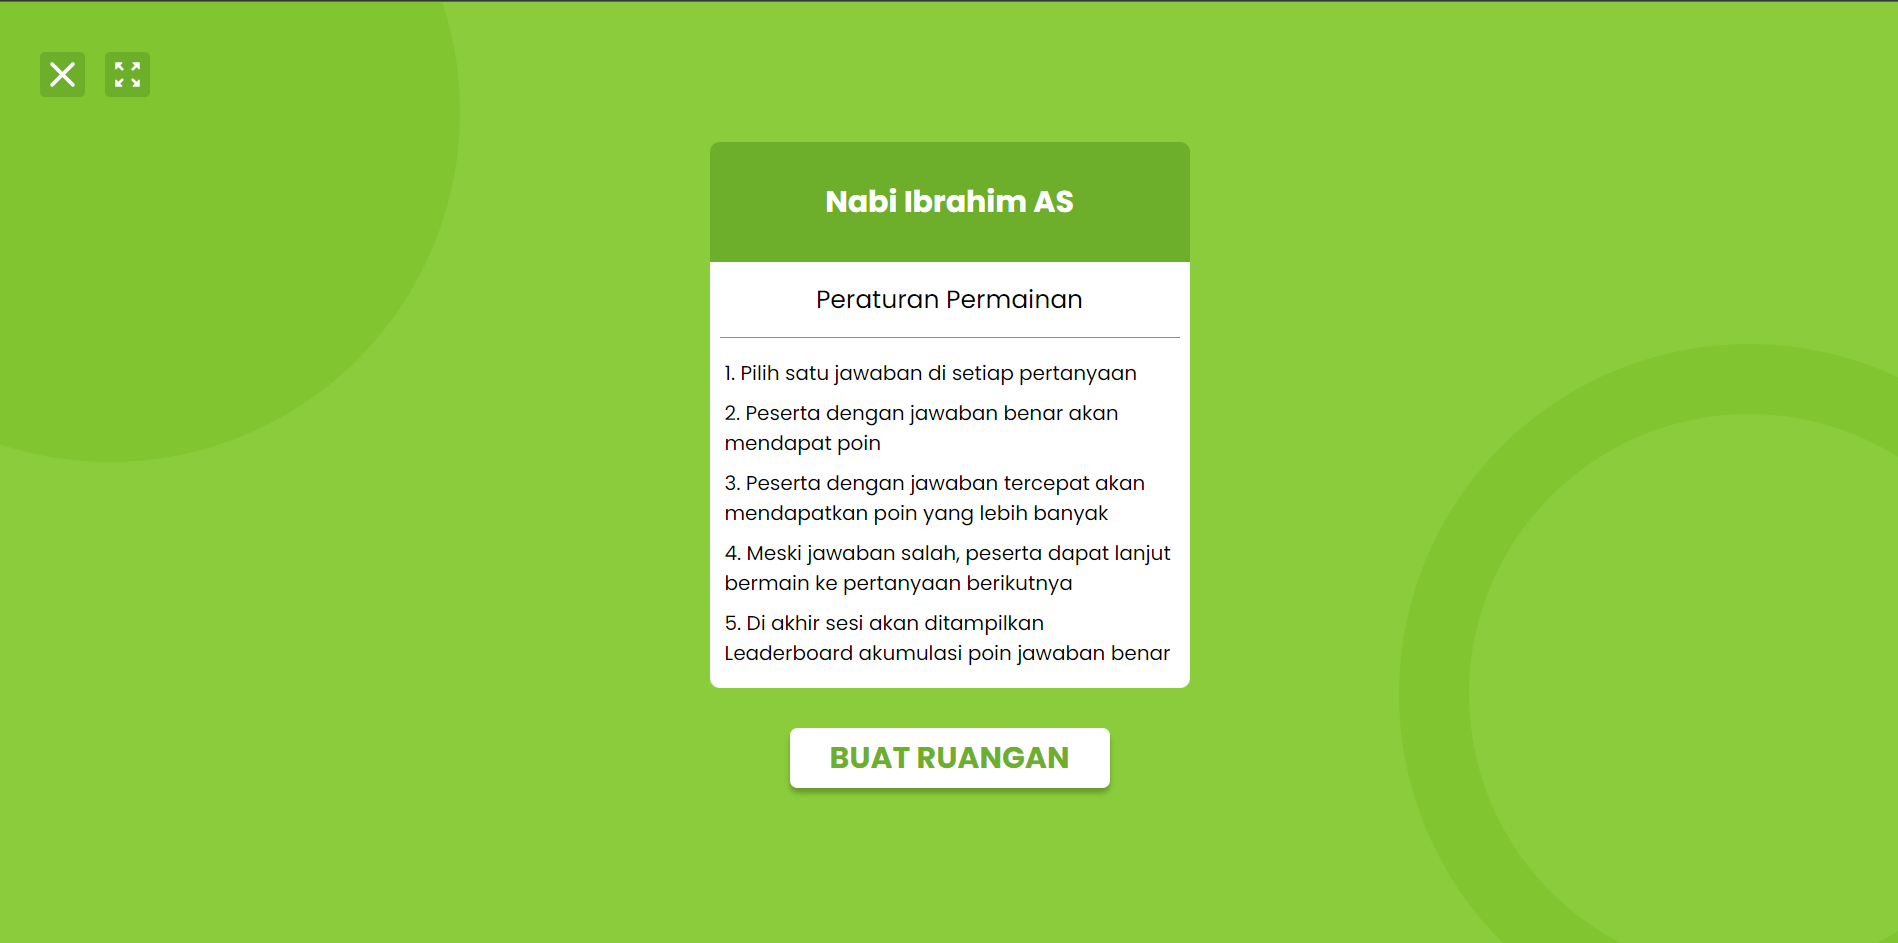 Nabi Ibrahim AS
Peraturan Permainan
1. Pilih satu jawaban di setiap pertanyaan
2. Peserta dengan jawaban benar akan
mendapat poin
3. Peserta dengan jawaban tercepat akan
mendapatkan poin yang lebih banyak
4. Meski jawaban salah, peserta dapat lanjut
bermain ke pertanyaan berikutnya
5. Di akhir sesi akan ditampilkan
Leaderboard akumulasi poin jawaban benar
BUAT RUANGAN